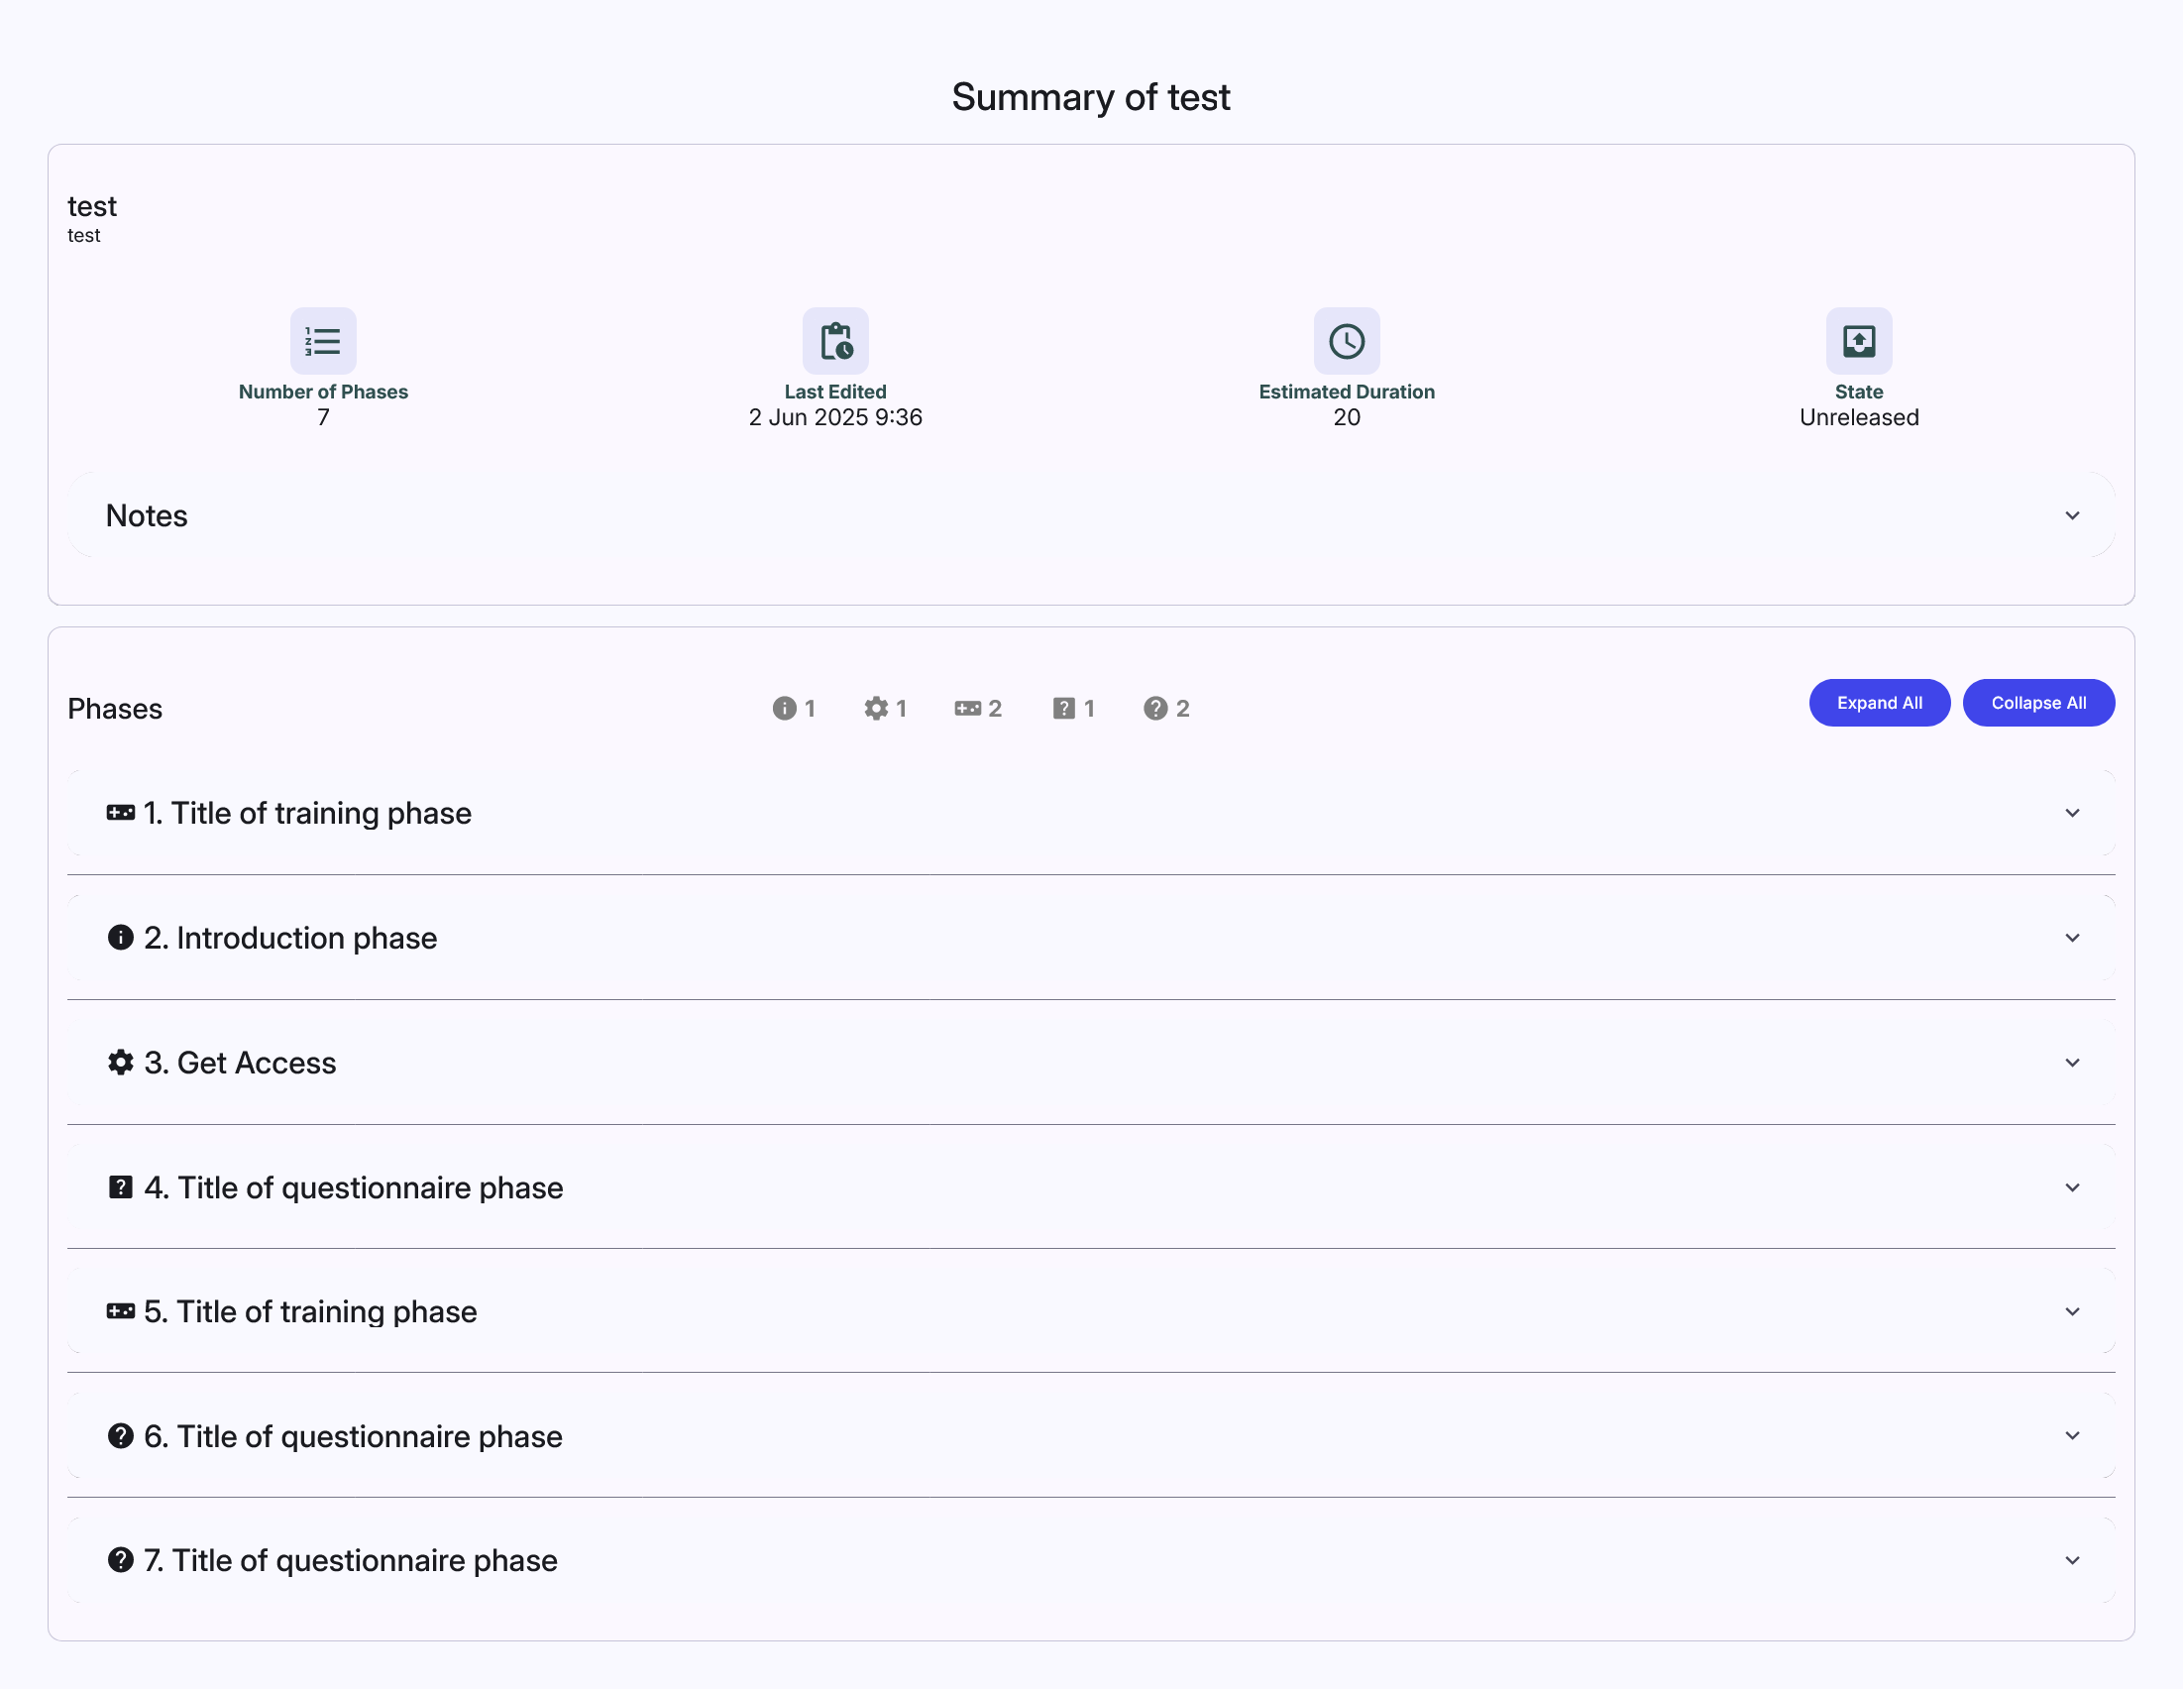 Summary of test
test
test
Number of Phases
7
Last Edited
2 Jun 2025 9:36
Estimated Duration
20
State
Unreleased
Notes
Phases
1
1
2
1
2
Expand All
Collapse All
1. Title of training phase
2. Introduction phase
3. Get Access
4. Title of questionnaire phase
5. Title of training phase
6. Title of questionnaire phase
7. Title of questionnaire phase